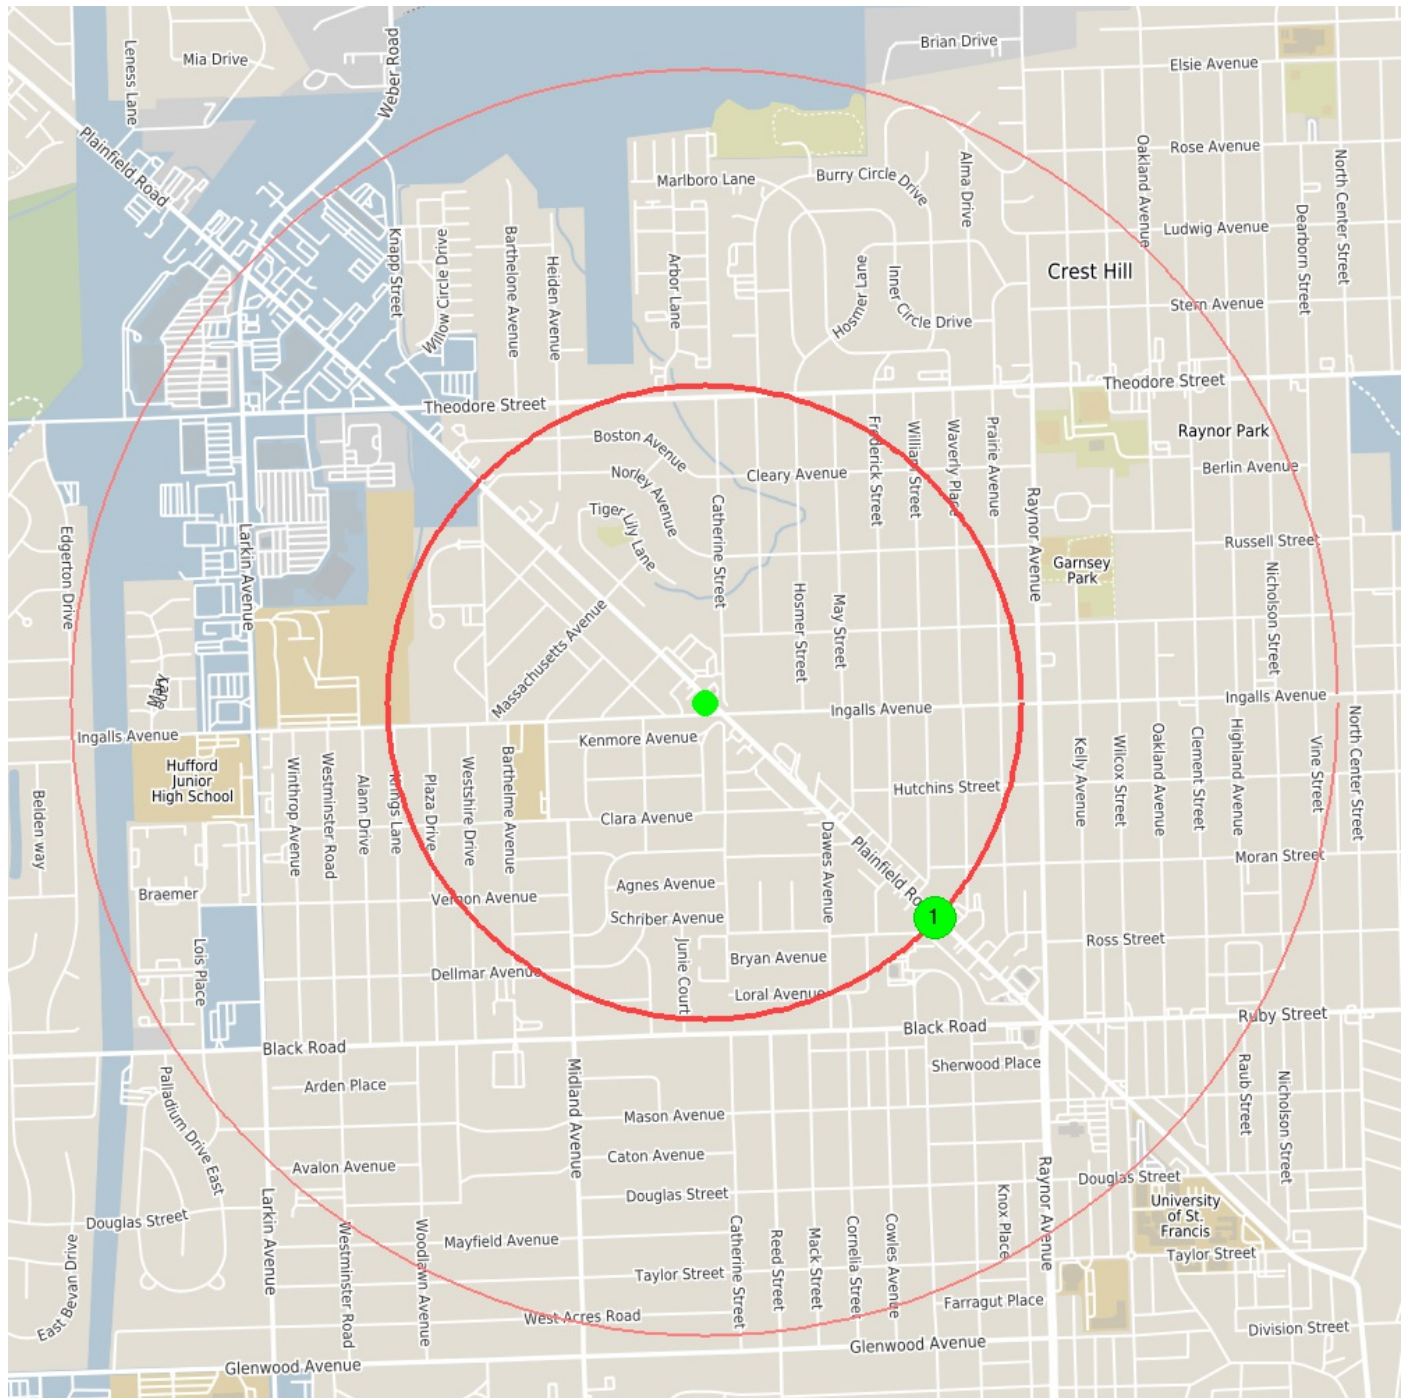 Brian Drive
Leness Lane
Mia Drive
Weber Road
Elsie Avenue
Plainfield Road
Rose Avenue
Oakland Avenue
Alma Drive
North Center Street
Marlboro Lane
Burry Circle Drive
Ludwig Avenue
Dearborn Street
Knapp Street
Willow Circle Drive
Barthelone Avenue
Heiden Avenue
Arbor Lane
Hosmer Lane
Inner Circle Drive
Crest Hill
Stern Avenue
Theodore Street
Theodore Street
Boston Avenue
Frederick Street
William Street
Waverly Place
Prairie Avenue
Raynor Park
Norley Avenue
Cleary Avenue
Berlin Avenue
Tiger Lily Lane
Catherine Street
Raynor Avenue
Edgerton Drive
Larkin Avenue
Russell Street
Garnsey
Park
Nicholson Street
Hosmer Street
May Street
Massachusetts Avenue
Ingalls Avenue
Ingalls Avenue
Ingalls Avenue
Kenmore Avenue
Hufford
Junior
High School
Winthrop Avenue
Westminster Road
Alann Drive
Krings Lane
Plaza Drive
Westshire Drive
Barthelme Avenue
Kelly Avenue
Wilcox Street
Oakland Avenue
Clement Street
Highland Avenue
Vine Street
North Center Street
Belden way
Hutchins Street
Clara Avenue
Dawes Avenue
Plainfield Ro
Moran Street
Braemer
Agnes Avenue
Vernon Avenue
Schriber Avenue
1
Ross Street
Lois Place
Junie Court
Bryan Avenue
Dellmar Avenue
Loral Avenue
Black Road
Black Road
Ruby Street
Palladium Drive East
Arden Place
Midland Avenue
Sherwood Place
Raub Street
Nicholson Street
Mason Avenue
Caton Avenue
Avalon Avenue
Raynor Avenue
Douglas Street
Douglas Street
Douglas Street
Larkin Avenue
Knox Place
University
of St.
Francis
East Bevan Drive
Westminster Road
Woodlawn Avenue
Mayfield Avenue
Catherine Street
Reed Street
Mack Street
Cornelia Street
Cowles Avenue
Taylor Street
Taylor Street
West Acres Road
Farragut Place
Division Street
Glenwood Avenue
Glenwood Avenue